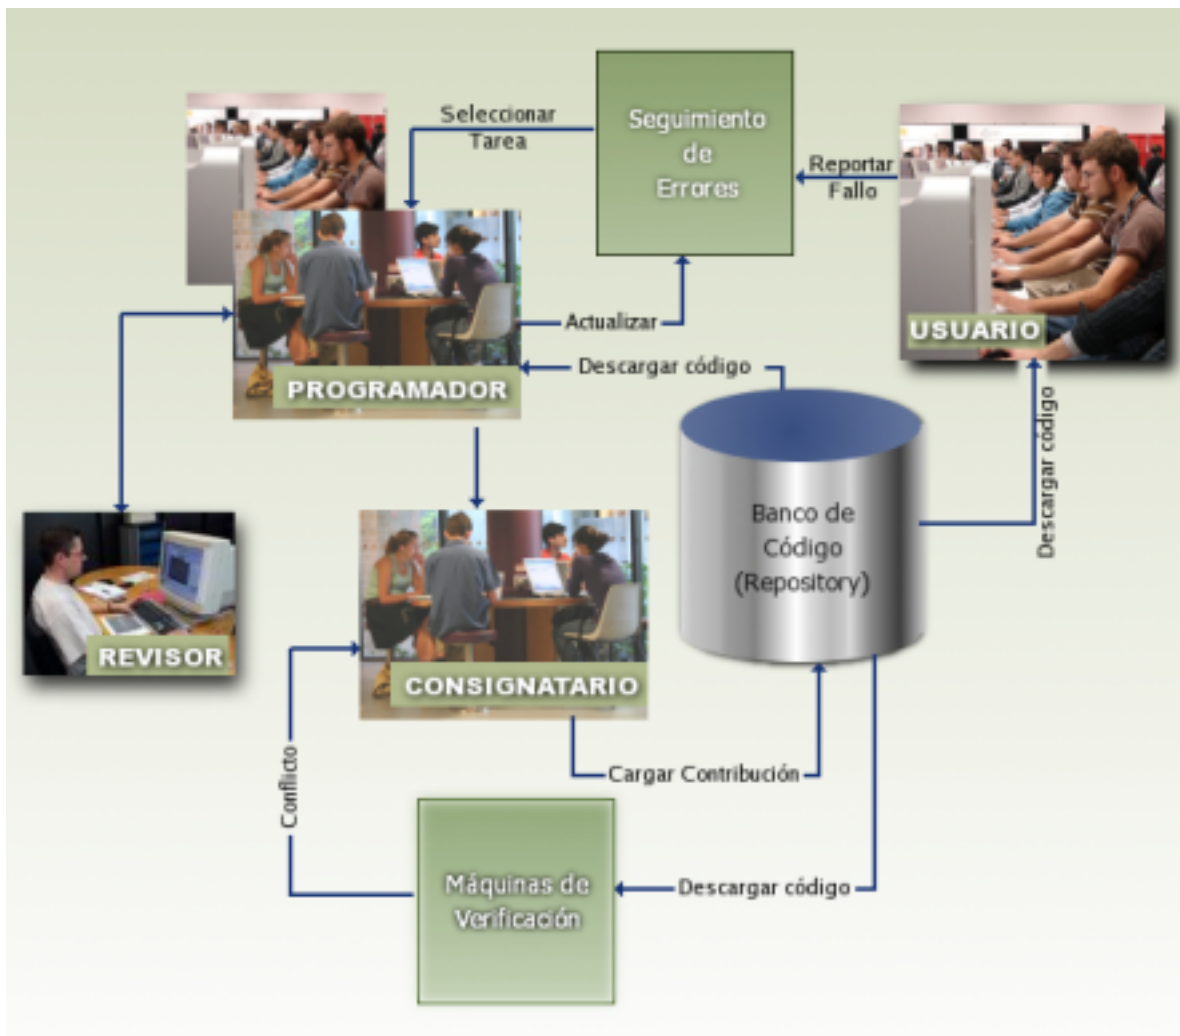 Seguimiento
de
Errores
Seleccionar
Tarea
Reportar
Fallo
USUARIO
Actualizar
Descargar código
PROGRAMADOR
Descargar código
Banco de
Código
(Repository)
REVISOR
CONSIGNATARIO
Cargar Contribución
Conflicto
Máquinas de
Verificación
Descargar código